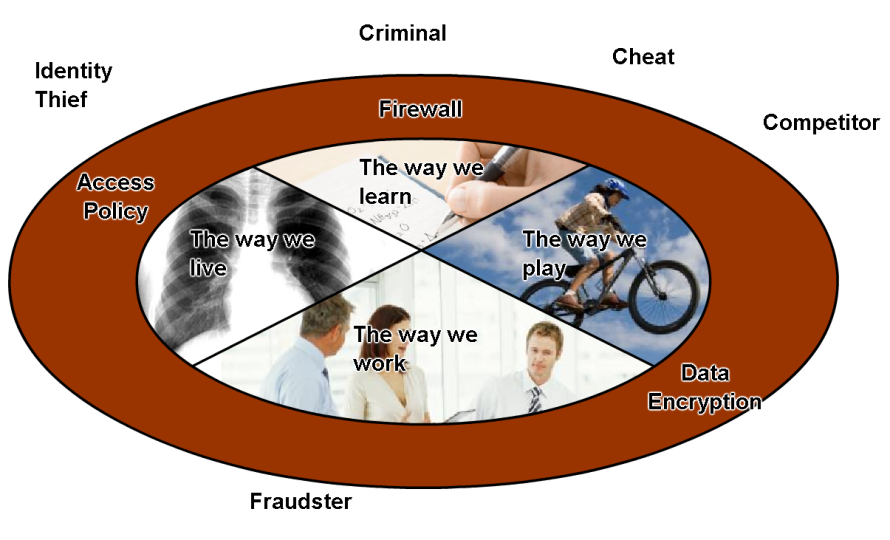 Criminal
Cheat
Identity
Thief
Competitor
Firewall
Access
Policy
The way we
learn
The way we
live
The way we
play
The way we
work
Data
Encryption
Fraudster